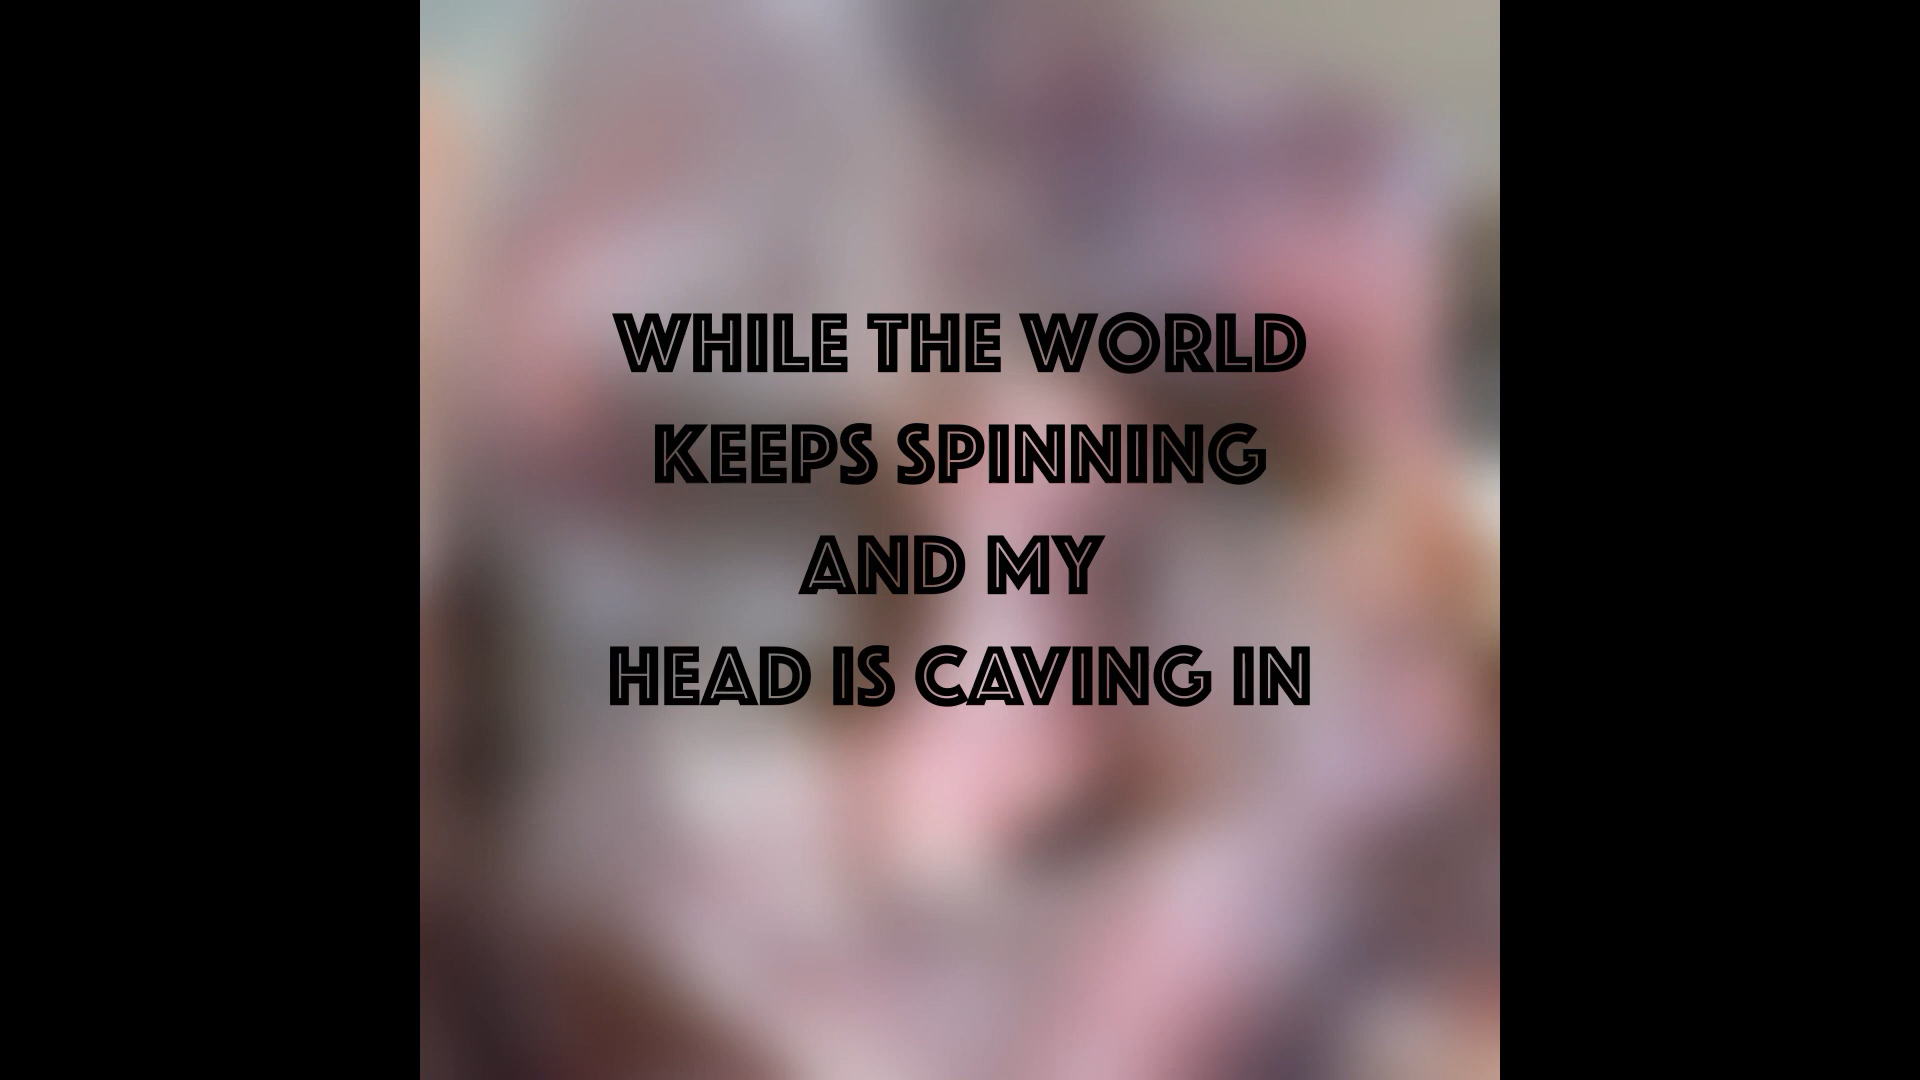 WHILE THE WORLD
KEEPS SPINNING
AND MY
HEAD IS CAVING IN